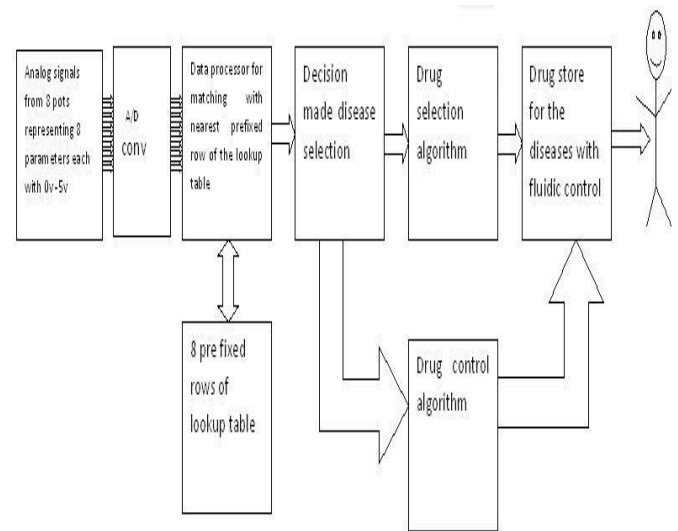 Analog signals
from 8 pots
representing 8
parameters each
with 0v-5v
A/D
conv
Data processor for
matching with
nearest prefixed
row of the lookup
table
Decision
made disease
selection
Drug
selection
algorithm
Drug store
for the
diseases with
fluidic control
8 pre fixed
rows of
lookup table
Drug control
algorithm